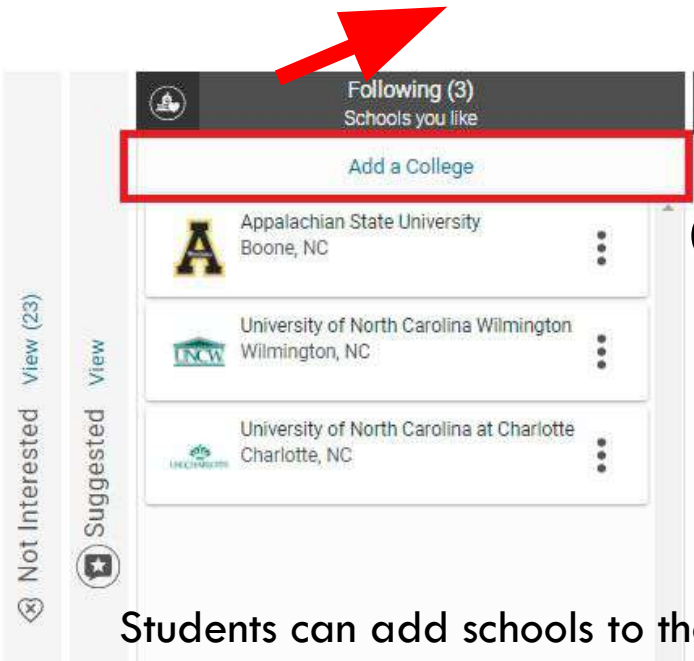 Following (3)
Schools you like
Add a College
Appalachian State University
Boone, NC
University of North Carolina Wilmington
Wilmington, NC
UNCW
University of North Carolina at Charlotte
Charlotte, NC
Not Interested View (23)
Suggested View
Students can add schools to